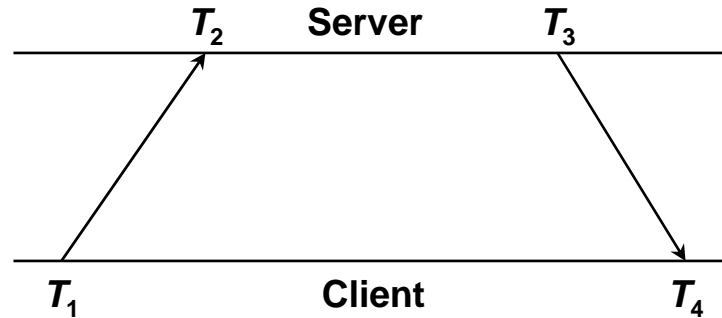 T₂ Server T₃
T₁ Client T₄